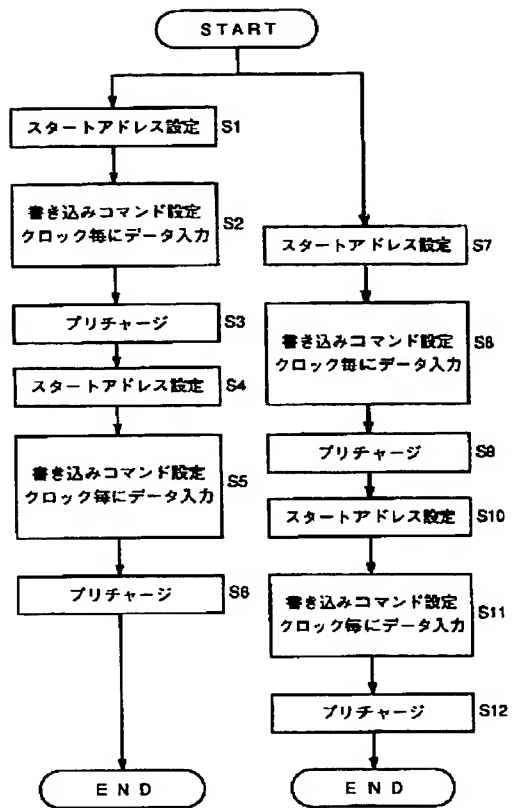 START
スタートアドレス設定 S1
書き込みコマンド設定
クロック毎にデータ入力
S2
プリチャージ S3
スタートアドレス設定 S4
書き込みコマンド設定
クロック毎にデータ入力
S5
プリチャージ S6
END
スタートアドレス設定 S7
書き込みコマンド設定
クロック毎にデータ入力
S8
プリチャージ S9
スタートアドレス設定 S10
書き込みコマンド設定
クロック毎にデータ入力
S11
プリチャージ S12
END